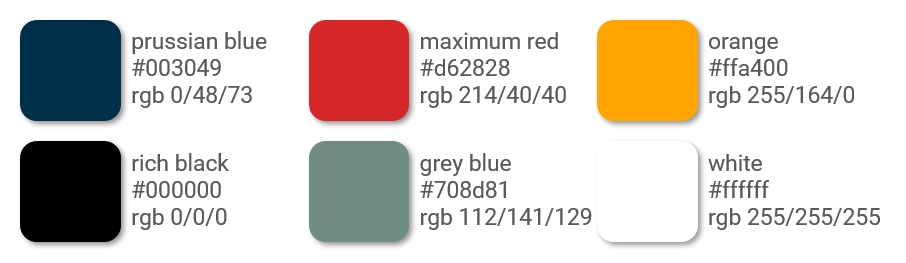 prussian blue
#003049
rgb 0/48/73
maximum red
#d62828
rgb 214/40/40
orange
#ffa400
rgb 255/164/0
rich black
#000000
rgb 0/0/0
grey blue
#708d81
rgb 112/141/129
white
#ffffff
rgb 255/255/255